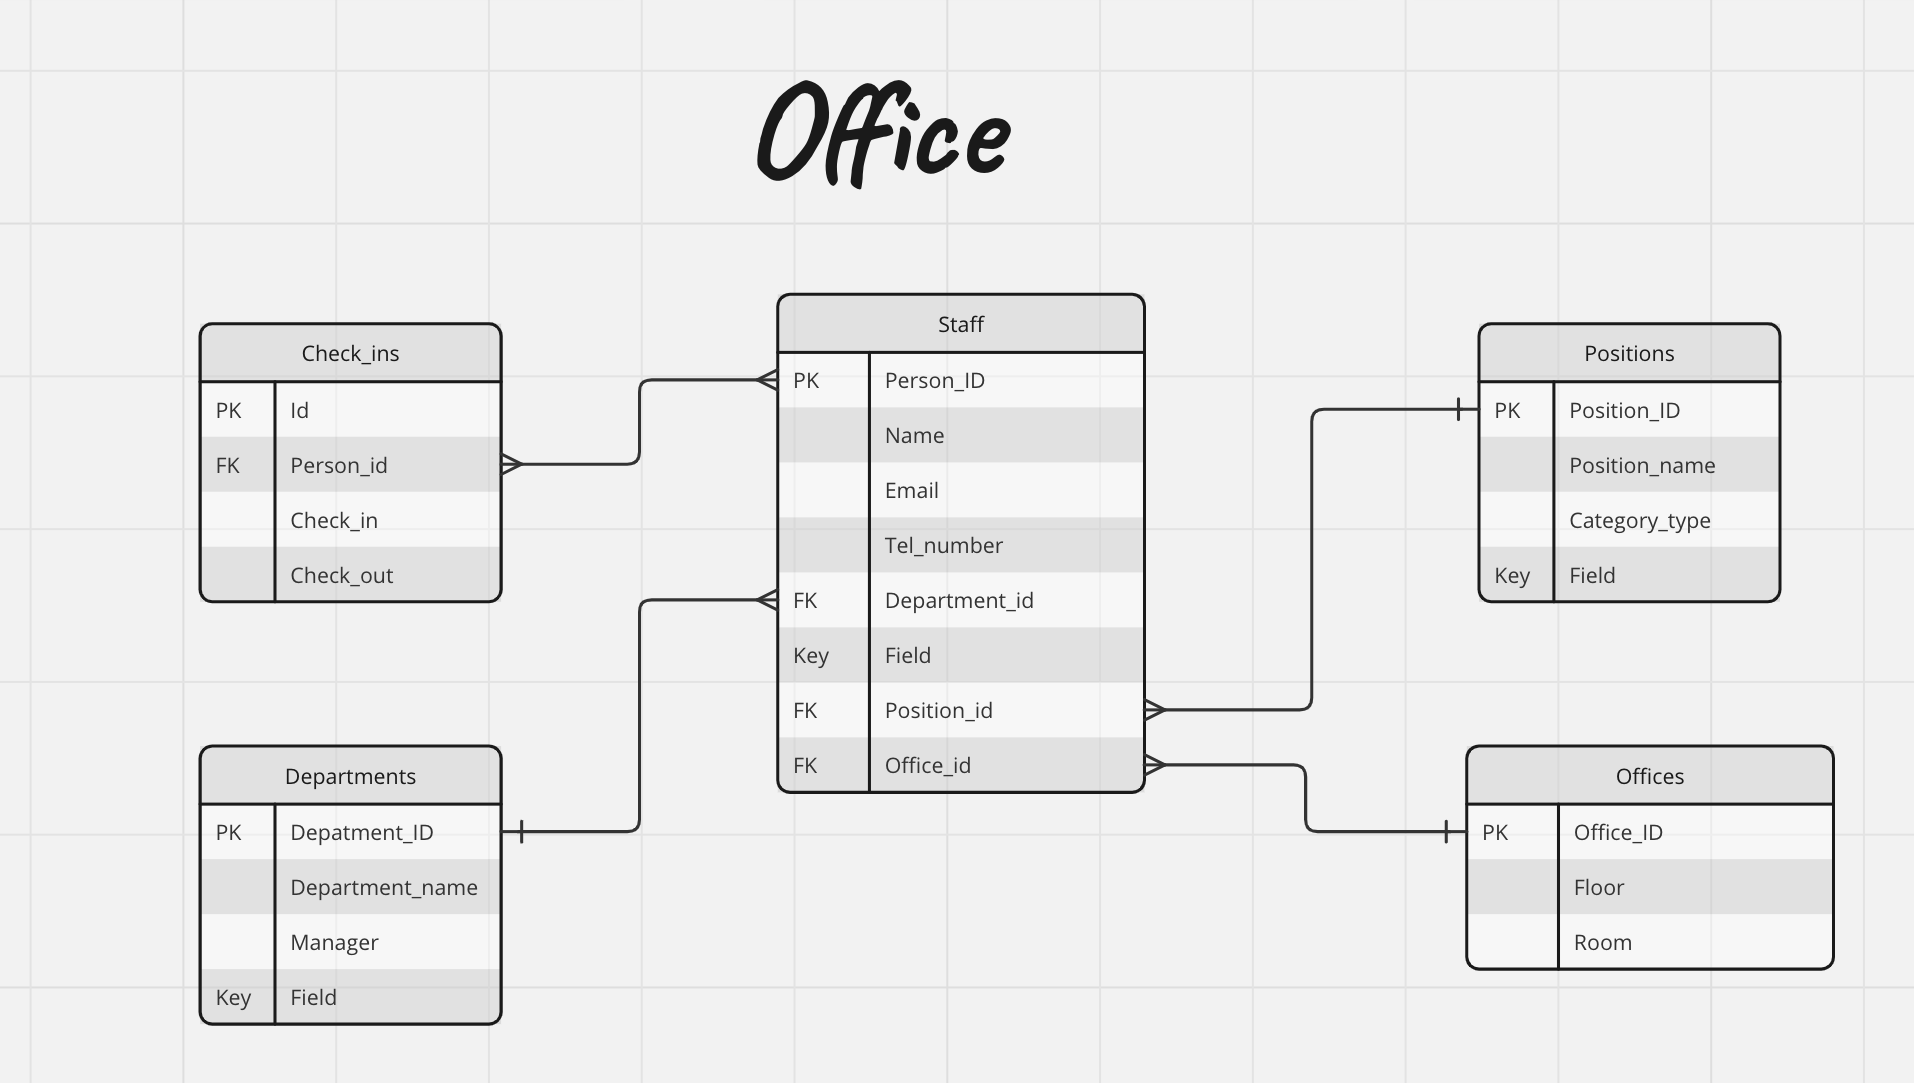 Office
Check_ins
PK Id
FK Person_id
Check_in
Check_out
Staff
PK Person_ID
Name
Email
Tel_number
FK Department_id
Key Field
FK Position_id
FK Office_id
Positions
PK Position_ID
Position_name
Category_type
Key Field
Departments
PK Depatment_ID
Department_name
Manager
Key Field
Offices
PK Office_ID
Floor
Room